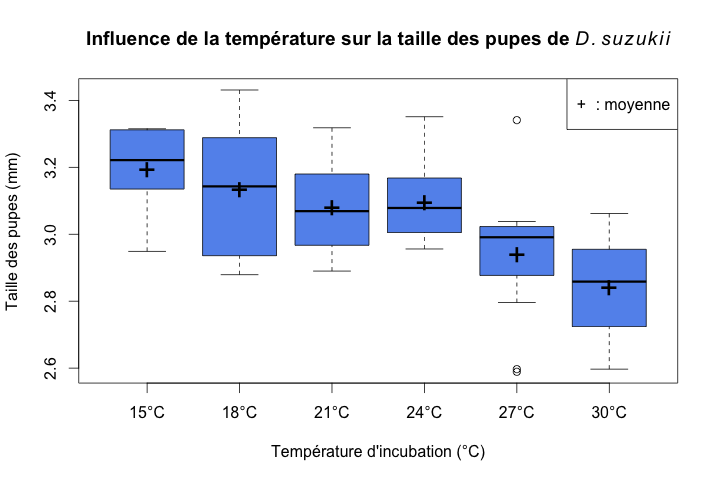 Influence de la température sur la taille des pupes de D. suzukii
+ : moyenne
Taille des pupes (mm)
3.4
3.2
3.0
2.8
2.6
15°C 18°C 21°C 24°C 27°C 30°C
Température d'incubation (°C)